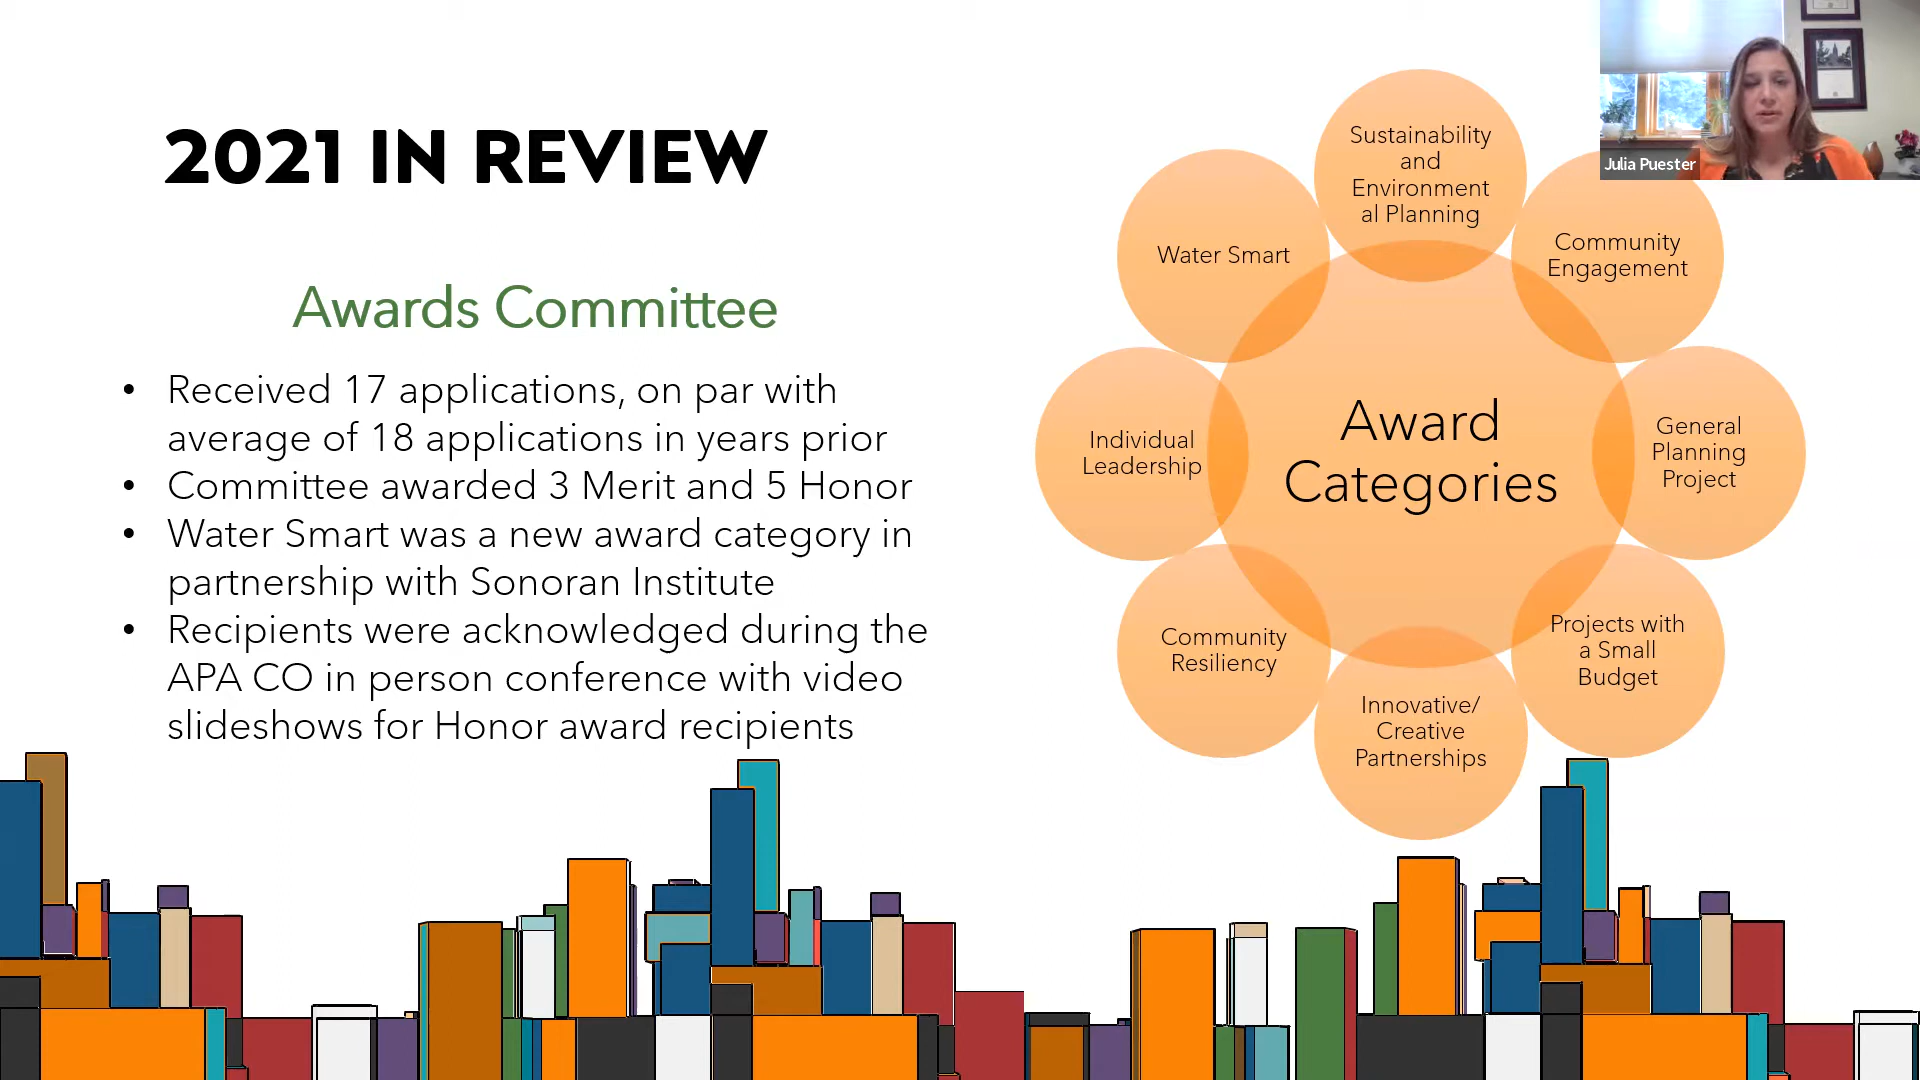 2021 IN REVIEW
Awards Committee
• Received 17 applications, on par with
average of 18 applications in years prior
• Committee awarded 3 Merit and 5 Honor
• Water Smart was a new award category in
partnership with Sonoran Institute
• Recipients were acknowledged during the
APA CO in person conference with video
slideshows for Honor award recipients
Award
Categories
Sustainability
and
Environment
al Planning
Community
Engagement
General
Planning
Project
Projects with
a Small
Budget
Innovative/
Creative
Partnerships
Community
Resiliency
Individual
Leadership
Water Smart
Julia Puester